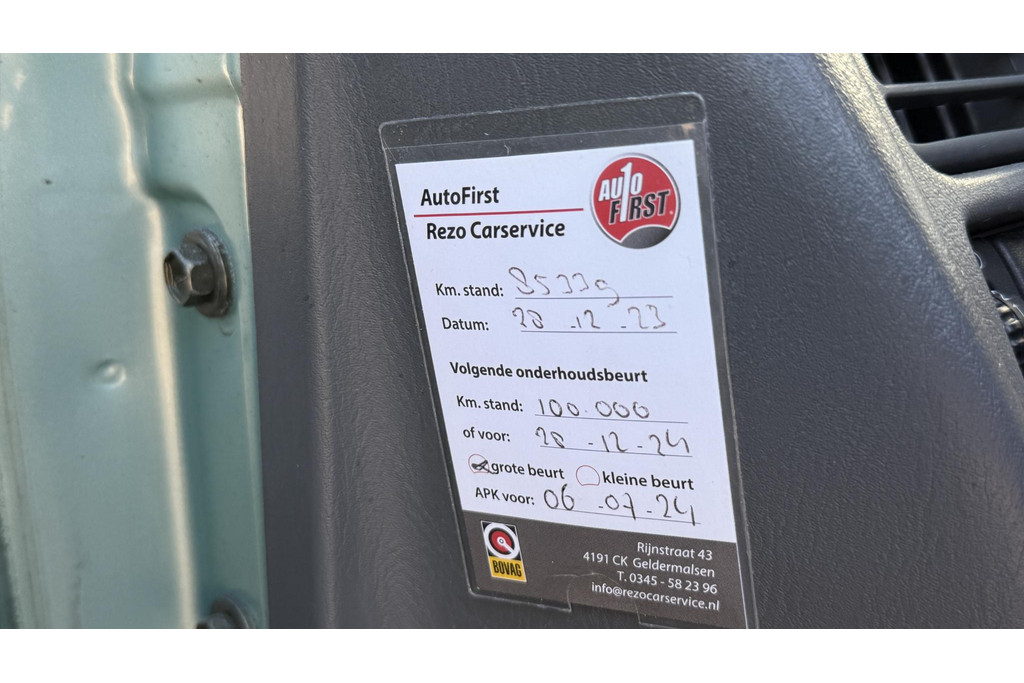 AutoFirst
Rezo Carservice
AUTO
F1RST
Km. stand: 85339
Datum: 28-12-23
Volgende onderhoudsbeurt
Km. stand: 100.000
of voor: 28-12-24
grote beurt kleine beurt
APK voor: 06-07-24
BOVAG
Rijnstraat 43
4191 CK Geldermalsen
T. 0345 - 58 23 96
info@rezocarservice.nl